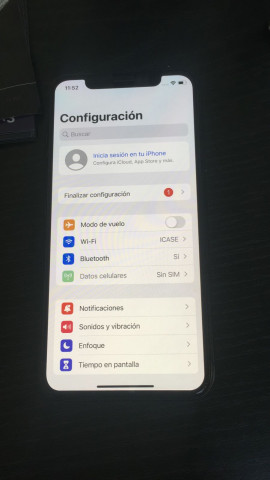 11:52
Configuración
Buscar
Inicia sesión en tu iPhone
Configura iCloud, App Store y más.
Finalizar configuración 1
Modo de vuelo
Wi-Fi ICASE
Bluetooth Sí
Datos celulares Sin SIM
Notificaciones
Sonidos y vibración
Enfoque
Tiempo en pantalla